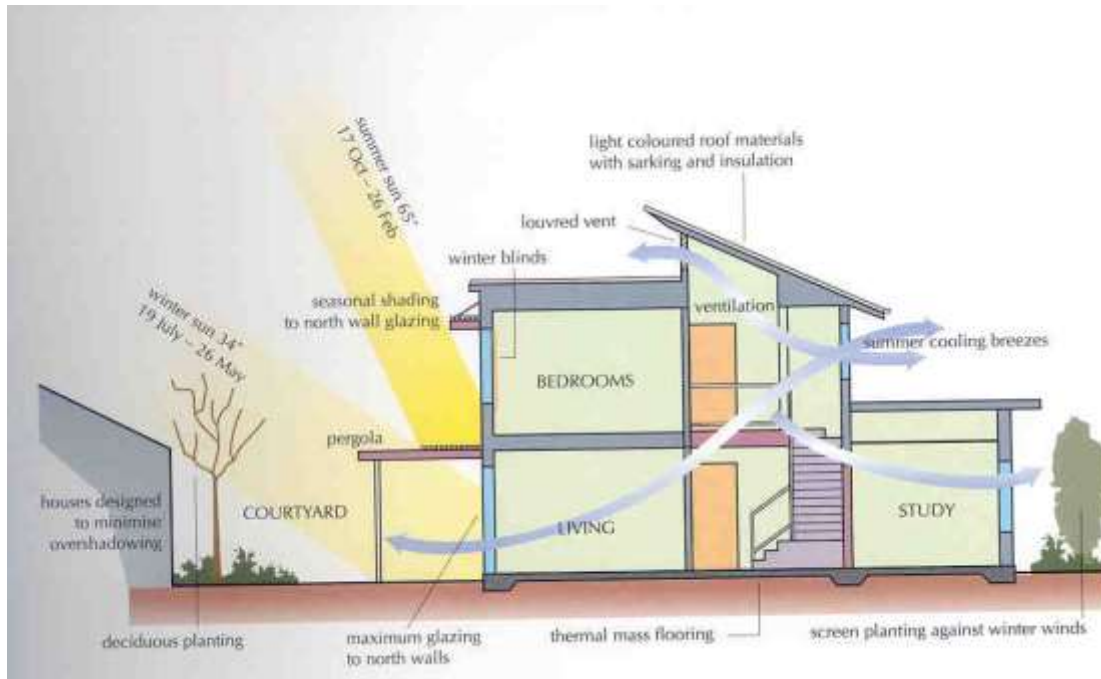 summer sun 65°
17 Oct – 26 Feb
light coloured roof materials
with sarking and insulation
louvred vent
winter blinds
winter sun 34°
19 July – 26 May
seasonal shading
to north wall glazing
ventilation
summer cooling breezes
BEDROOMS
pergola
houses designed
to minimise
overshadowing
COURTYARD
LIVING
STUDY
deciduous planting
maximum glazing
to north walls
thermal mass flooring
screen planting against winter winds